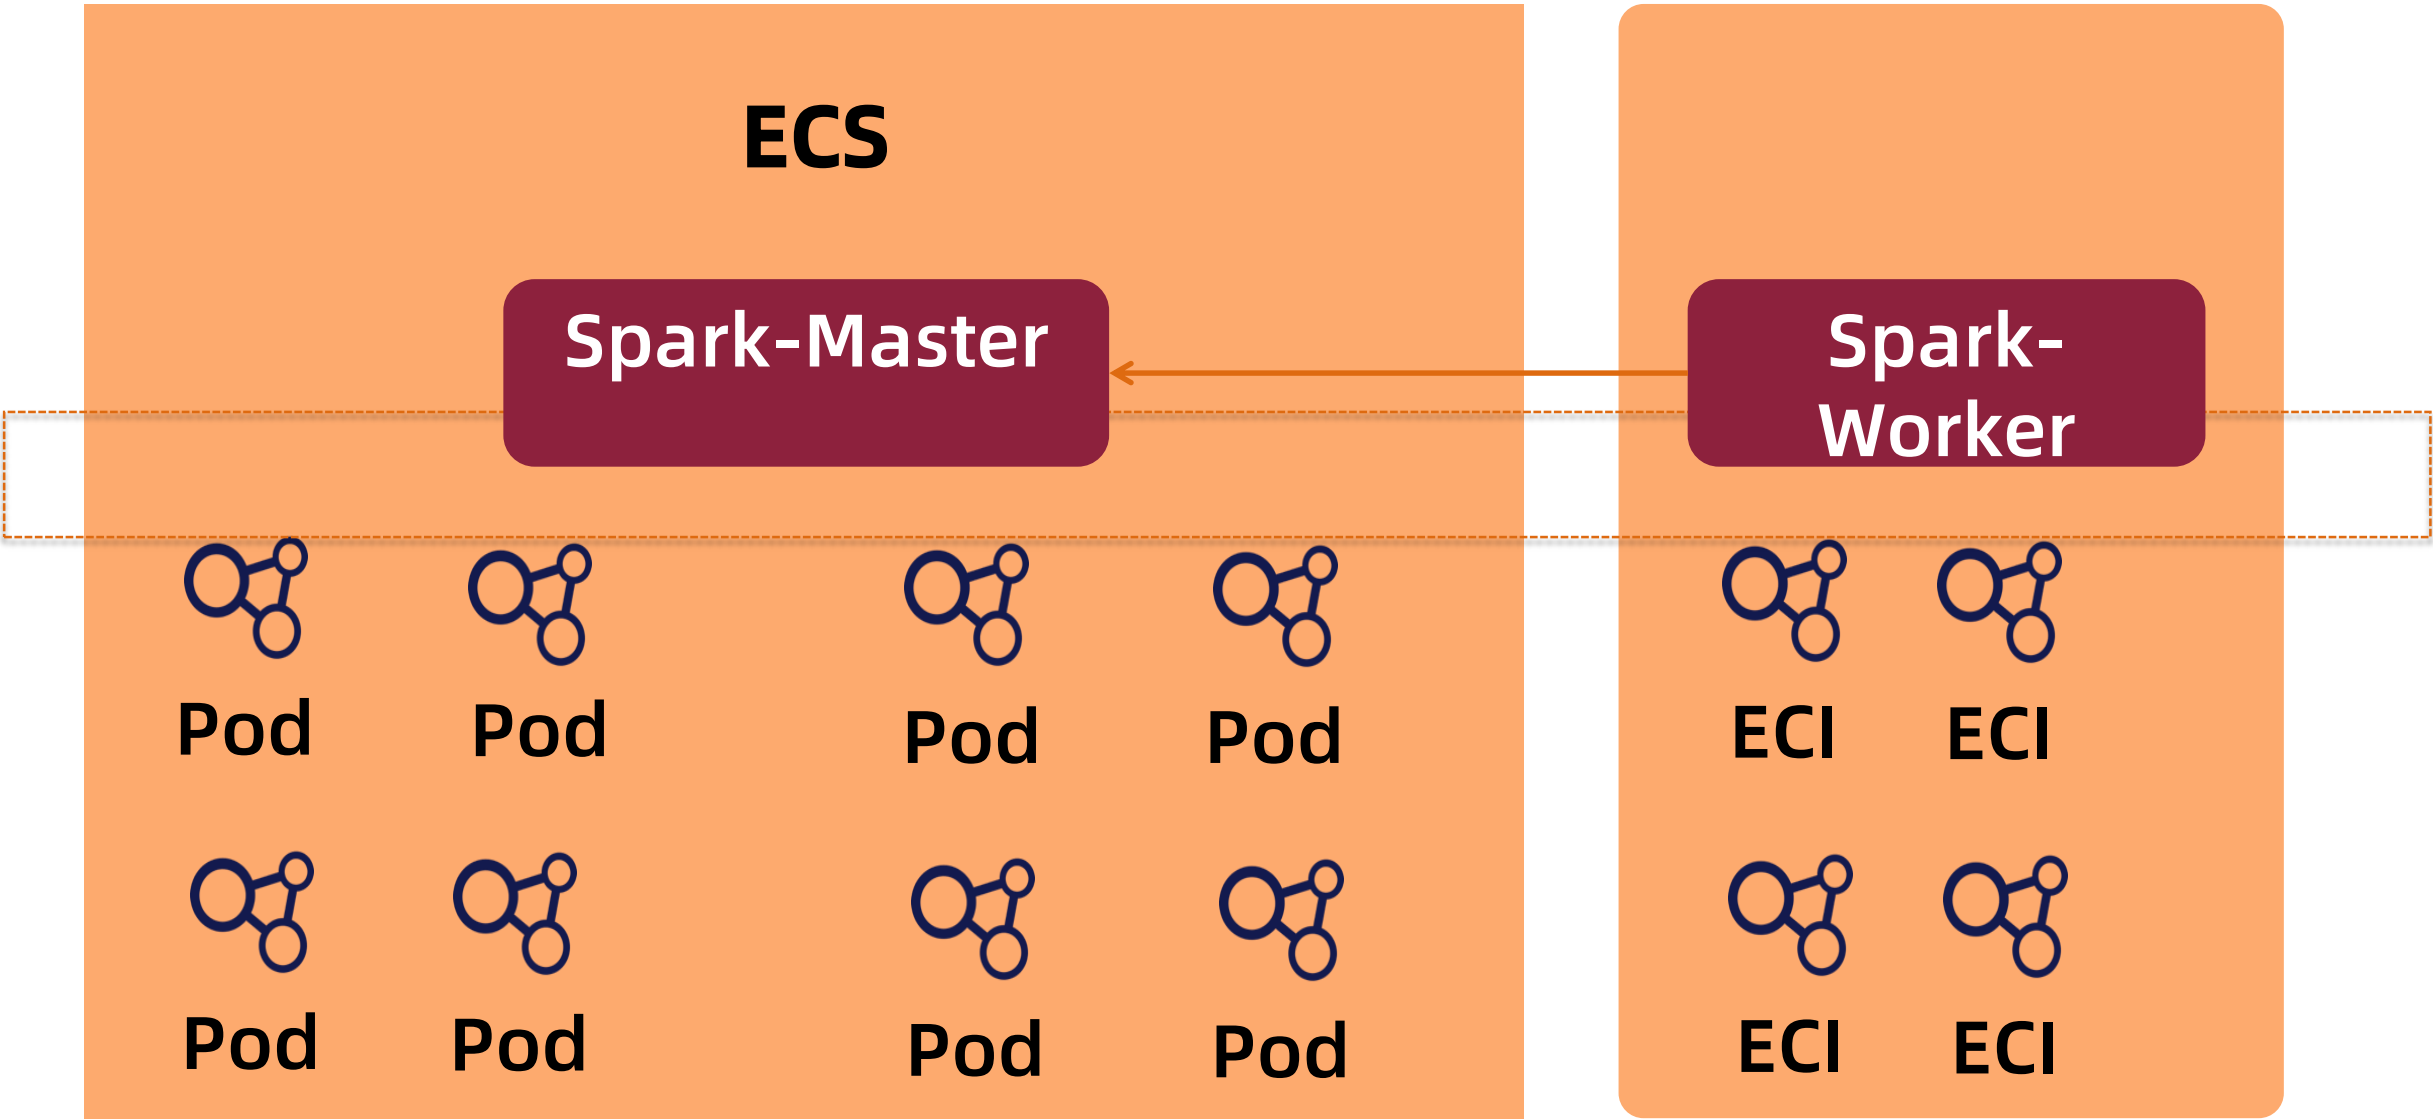 ECS
Spark-Master
Spark-
Worker
Pod
Pod
Pod
Pod
ECI
ECI
Pod
Pod
Pod
Pod
ECI
ECI